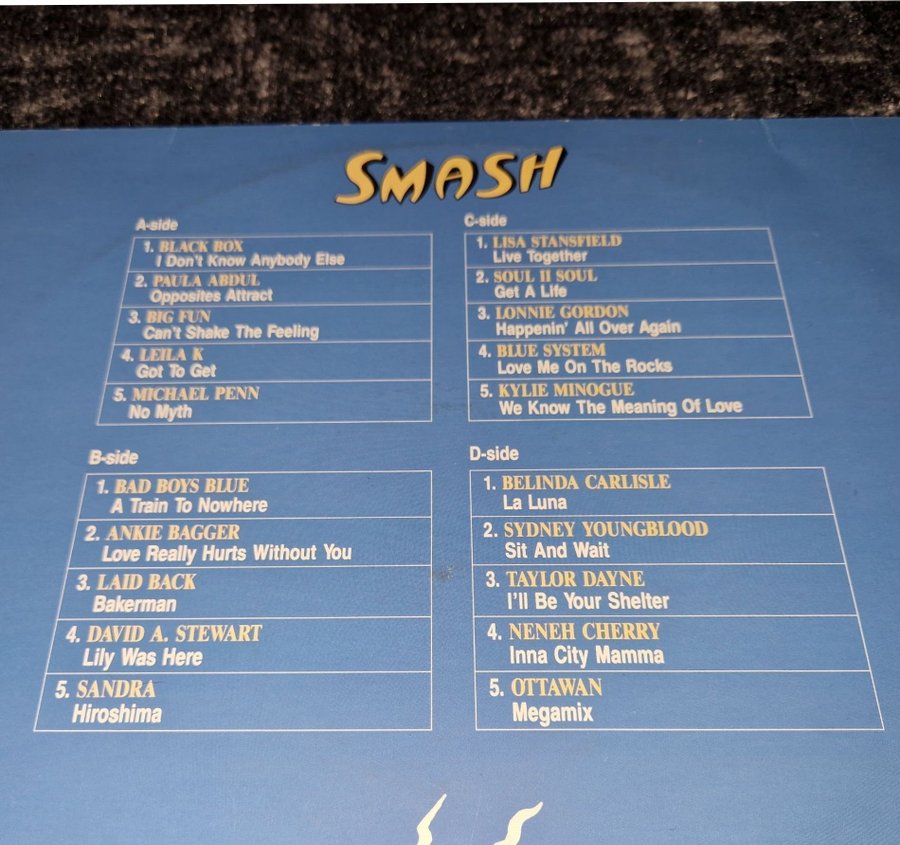 SMASH
A-side
1. BLACK BOX
I Don't Know Anybody Else
2. PAULA ABDUL
Opposites Attract
3. BIG FUN
Can't Shake The Feeling
4. LEILA K
Got To Get
5. MICHAEL PENN
No Myth
B-side
1. BAD BOYS BLUE
A Train To Nowhere
2. ANKIE BAGGER
Love Really Hurts Without You
3. LAID BACK
Bakerman
4. DAVID A. STEWART
Lily Was Here
5. SANDRA
Hiroshima
C-side
1. LISA STANSFIELD
Live Together
2. SOUL II SOUL
Get A Life
3. LONNIE GORDON
Happenin' All Over Again
4. BLUE SYSTEM
Love Me On The Rocks
5. KYLIE MINOGUE
We Know The Meaning Of Love
D-side
1. BELINDA CARLISLE
La Luna
2. SYDNEY YOUNGBLOOD
Sit And Wait
3. TAYLOR DAYNE
I'll Be Your Shelter
4. NENEH CHERRY
Inna City Mamma
5. OTTAWAN
Megamix